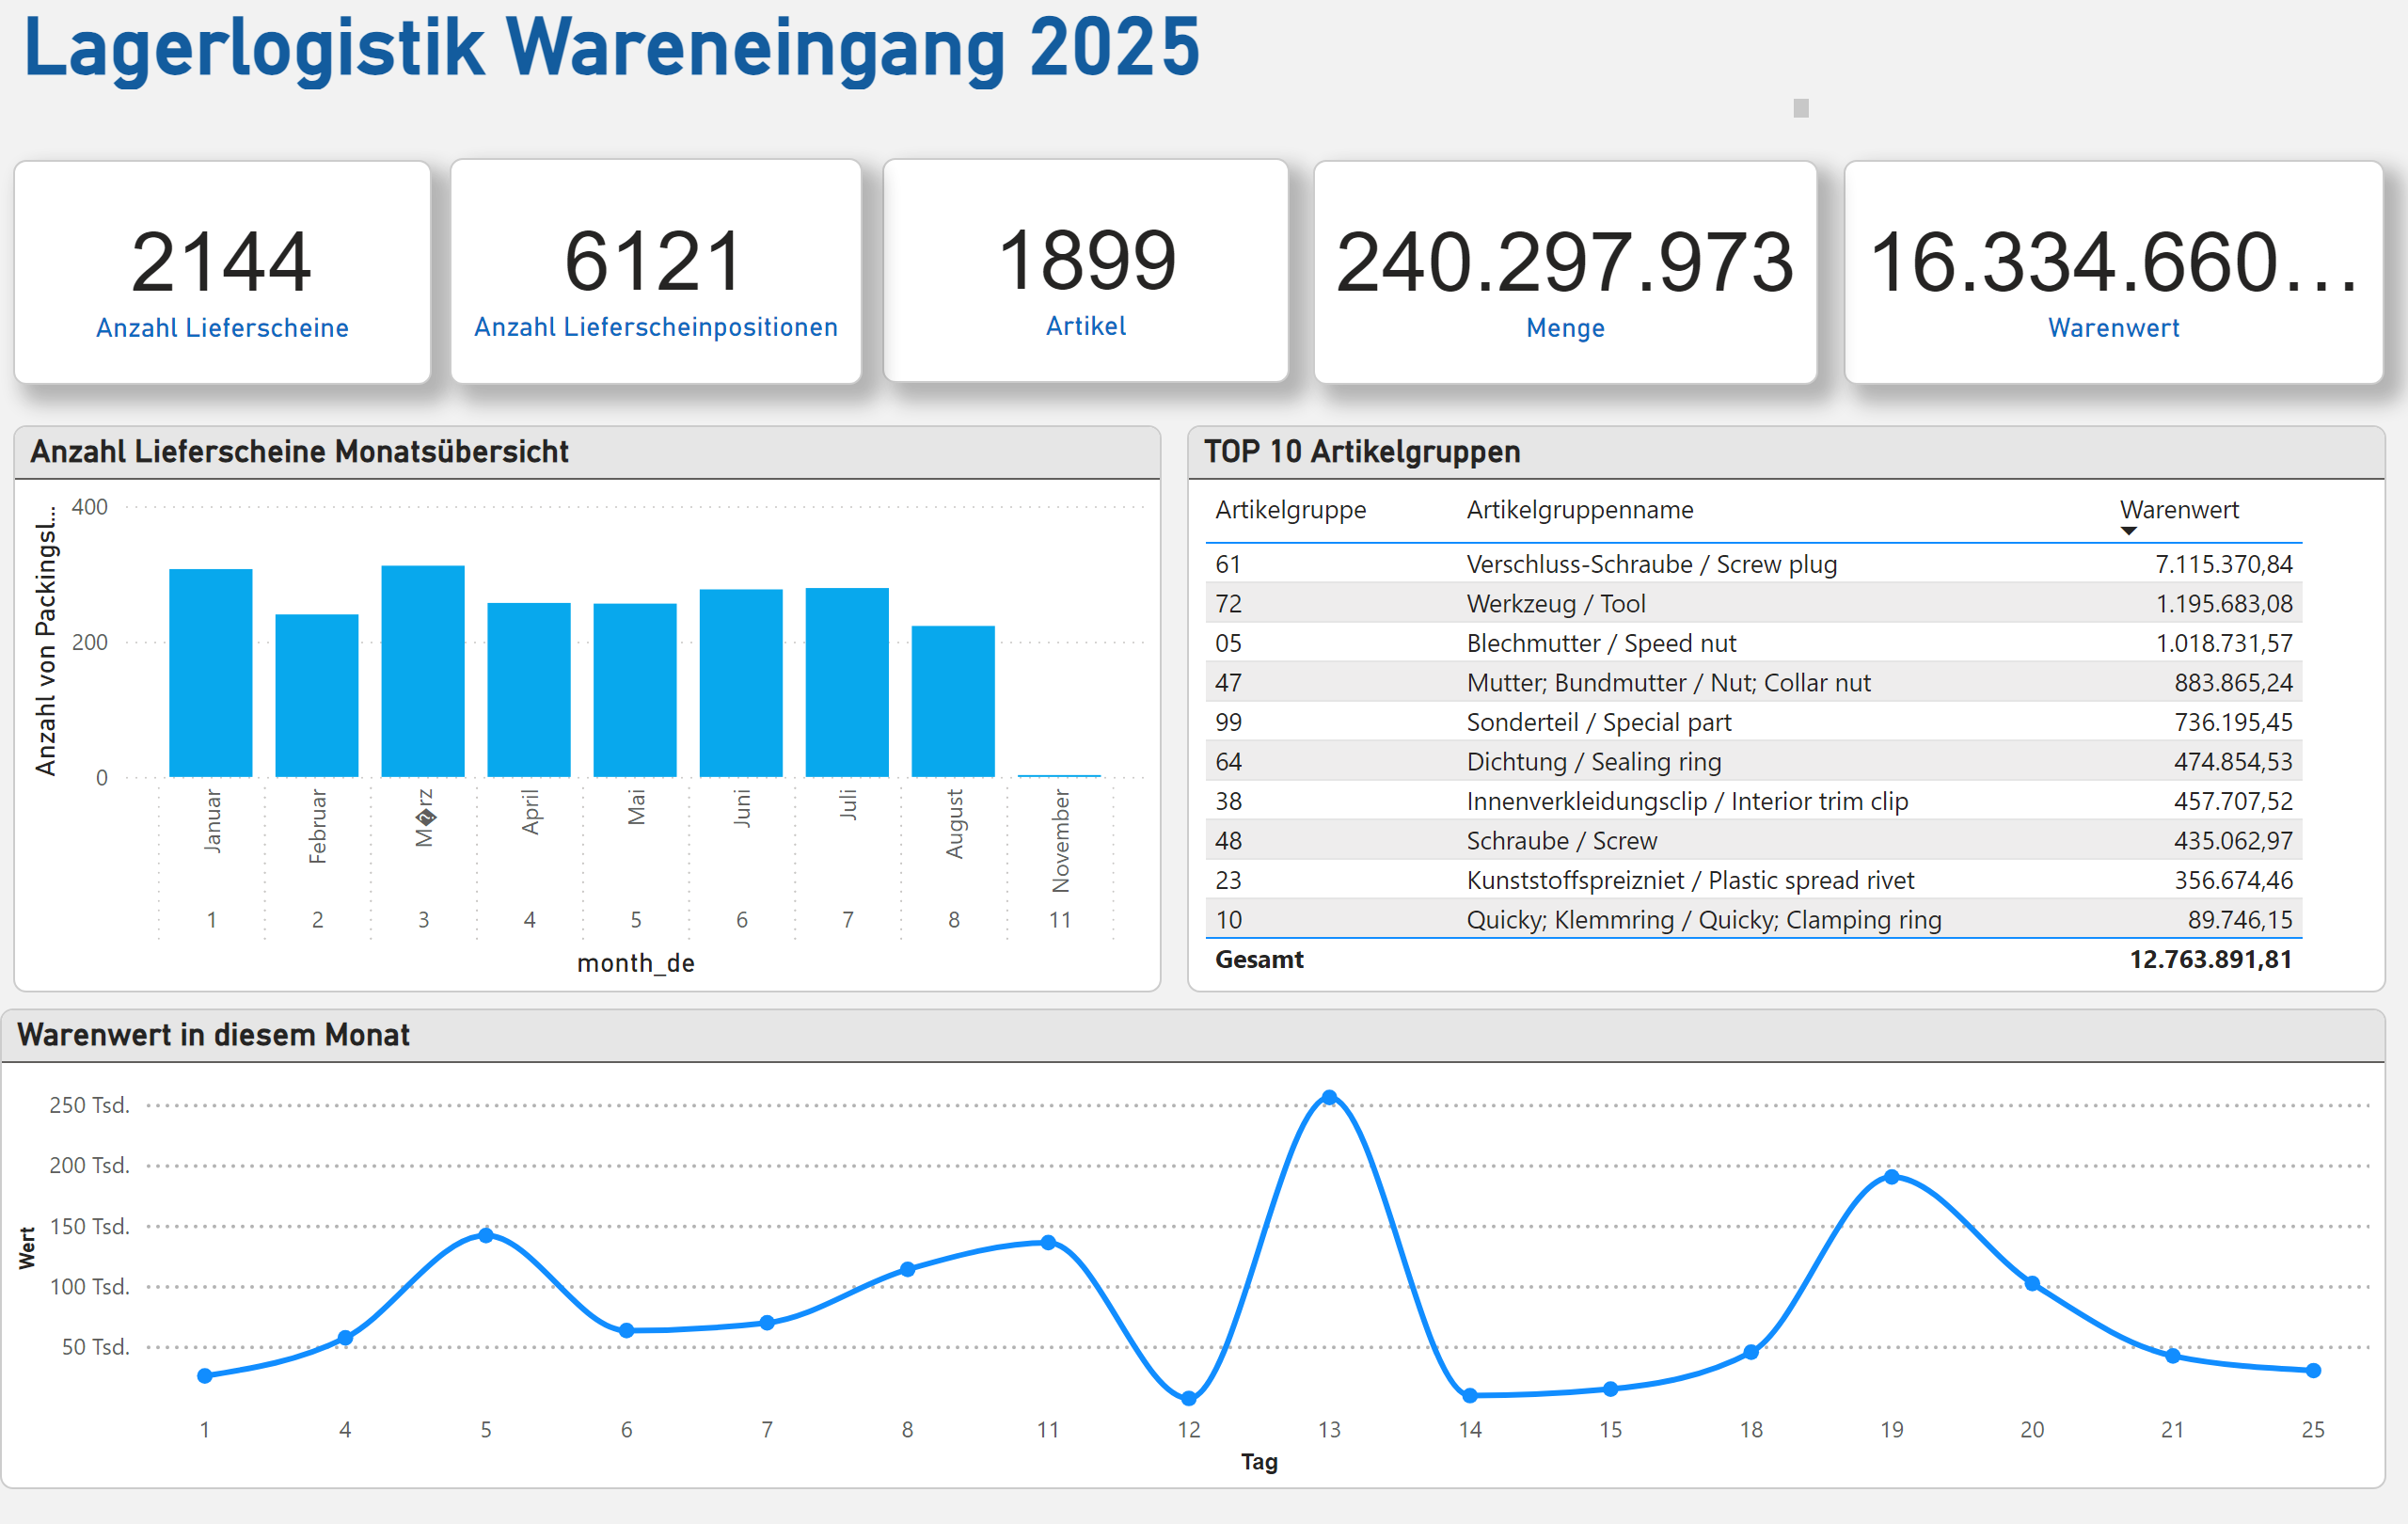 Lagerlogistik Wareneingang 2025
2144
Anzahl Lieferscheine
6121
Anzahl Lieferscheinpositionen
1899
Artikel
240.297.973
Menge
16.334.660...
Warenwert
Anzahl Lieferscheine Monatsübersicht
Anzahl von Packingsl...
400
200
0
Januar Februar M�rz April Mai Juni Juli August November
1 2 3 4 5 6 7 8 11
month_de
TOP 10 Artikelgruppen
Artikelgruppe Artikelgruppenname Warenwert
61 Verschluss-Schraube / Screw plug 7.115.370,84
72 Werkzeug / Tool 1.195.683,08
05 Blechmutter / Speed nut 1.018.731,57
47 Mutter; Bundmutter / Nut; Collar nut 883.865,24
99 Sonderteil / Special part 736.195,45
64 Dichtung / Sealing ring 474.854,53
38 Innenverkleidungsclip / Interior trim clip 457.707,52
48 Schraube / Screw 435.062,97
23 Kunststoffspreizniet / Plastic spread rivet 356.674,46
10 Quicky; Klemmring / Quicky; Clamping ring 89.746,15
Gesamt 12.763.891,81
Warenwert in diesem Monat
Wert
250 Tsd.
200 Tsd.
150 Tsd.
100 Tsd.
50 Tsd.
1 4 5 6 7 8 11 12 13 14 15 18 19 20 21 25
Tag